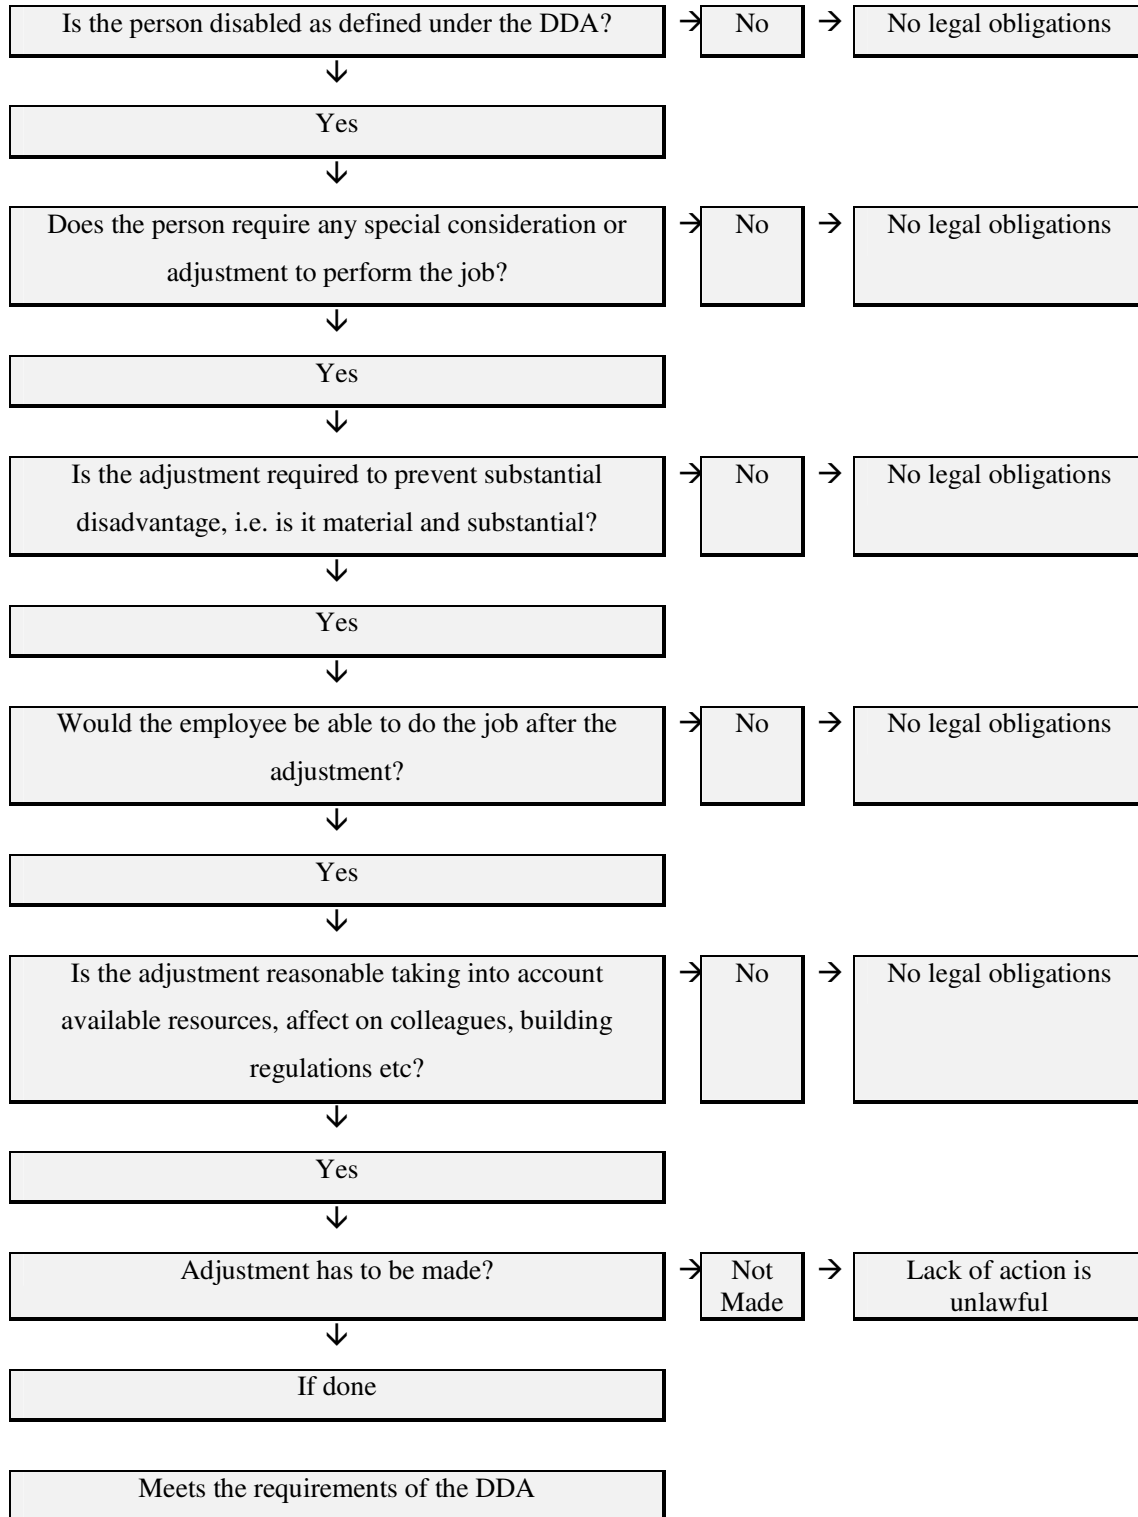 Is the person disabled as defined under the DDA? → No → No legal obligations
↓
Yes
↓
Does the person require any special consideration or → No → No legal obligations
adjustment to perform the job?
↓
Yes
↓
Is the adjustment required to prevent substantial → No → No legal obligations
disadvantage, i.e. is it material and substantial?
↓
Yes
↓
Would the employee be able to do the job after the → No → No legal obligations
adjustment?
↓
Yes
↓
Is the adjustment reasonable taking into account → No → No legal obligations
available resources, affect on colleagues, building
regulations etc?
↓
Yes
↓
Adjustment has to be made? → Not → Lack of action is
Made unlawful
↓
If done
Meets the requirements of the DDA